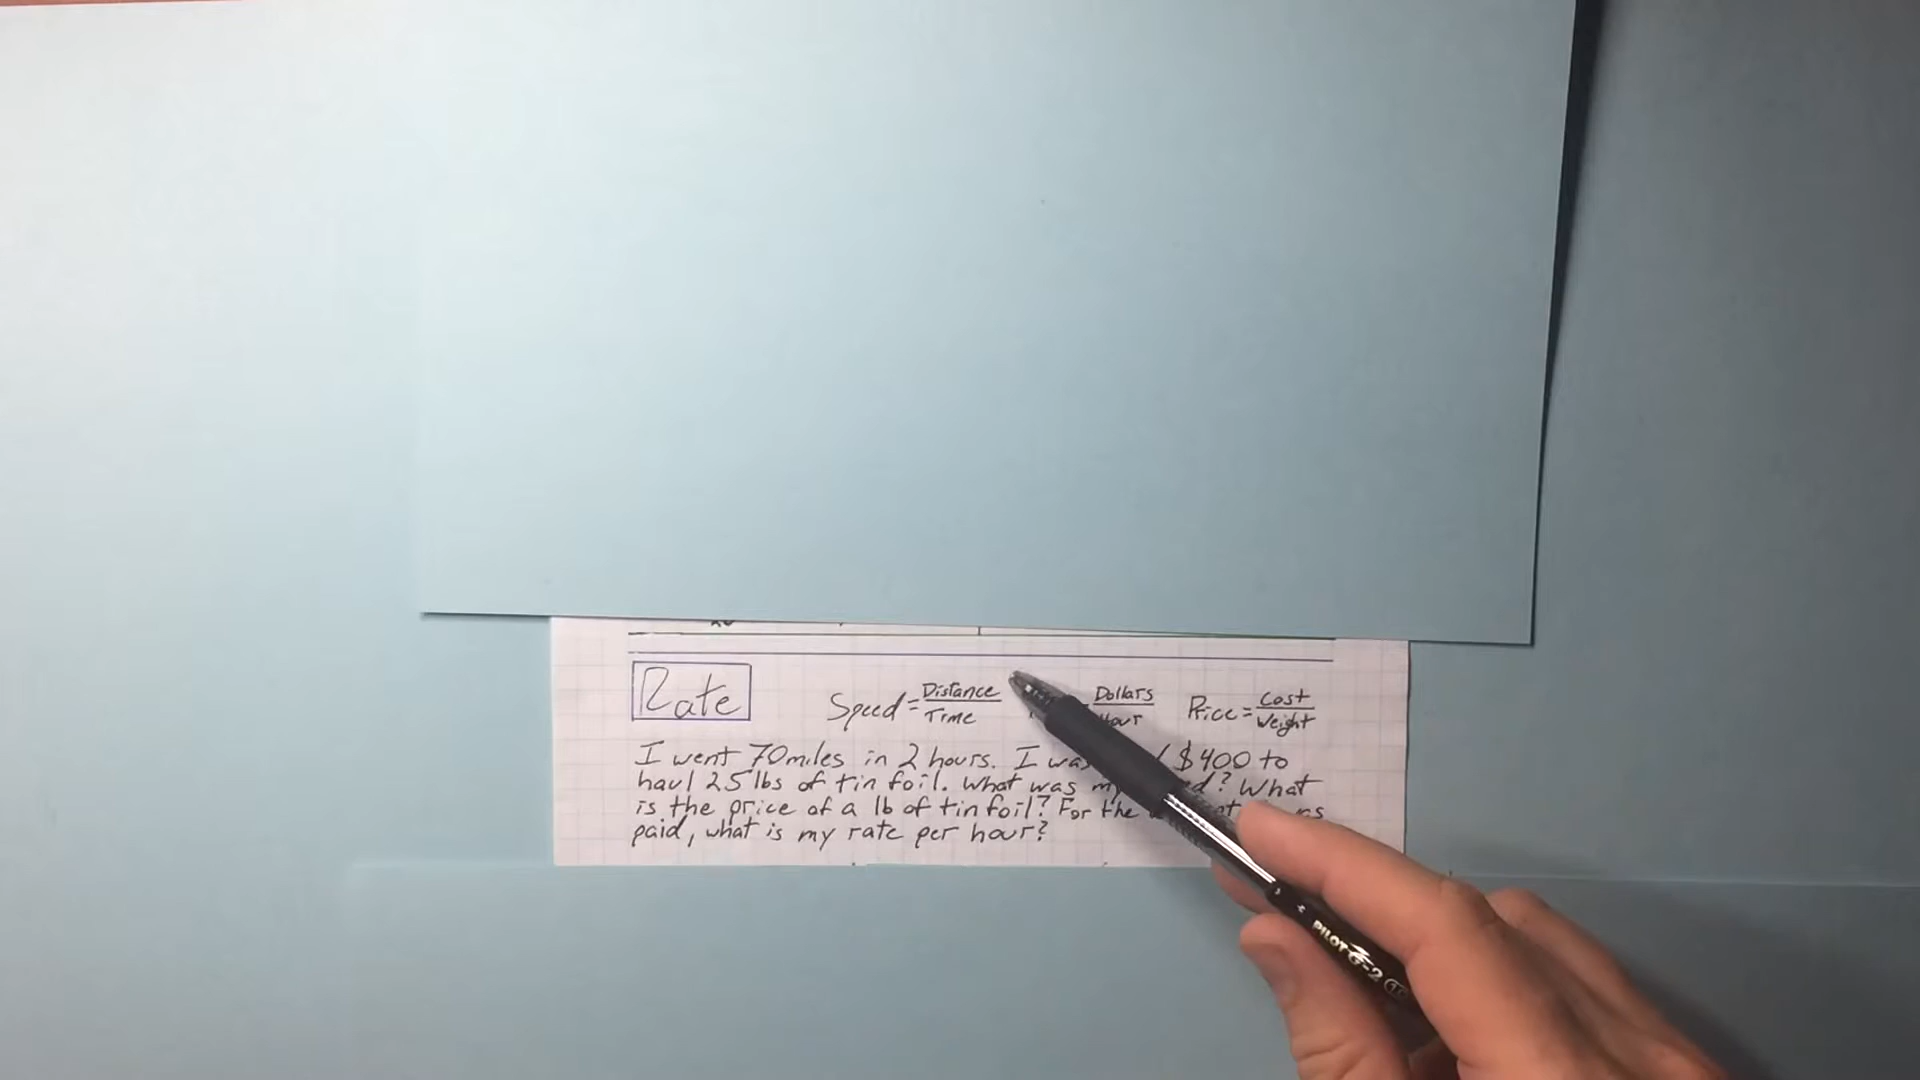 Rate
Speed = Distance / Time
Dollars / Hour
Price = Cost / Weight
I went 70 miles in 2 hours. I was $400 to
haul 25 lbs of tin foil. What was my ? What
is the price of a lb of tin foil? For the
paid, what is my rate per hour?
PILOT G-2